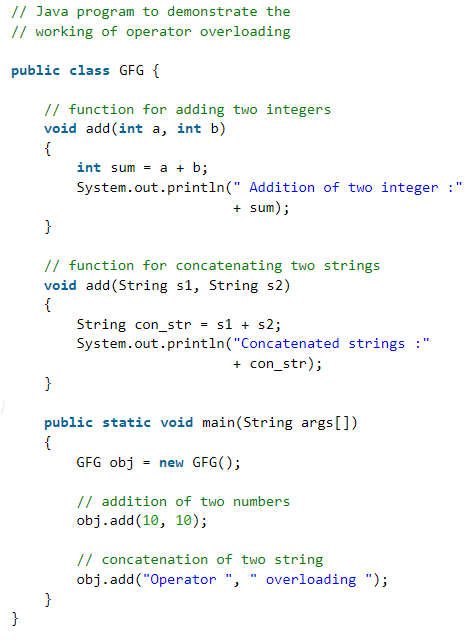 // Java program to demonstrate the
// working of operator overloading
public class GFG {
// function for adding two integers
void add(int a, int b)
{
int sum = a + b;
System.out.println(" Addition of two integer :"
+ sum);
}
// function for concatenating two strings
void add(String s1, String s2)
{
String con_str = s1 + s2;
System.out.println("Concatenated strings :"
+ con_str);
}
public static void main(String args[])
{
GFG obj = new GFG();
// addition of two numbers
obj.add(10, 10);
// concatenation of two string
obj.add("Operator ", " overloading ");
}
}